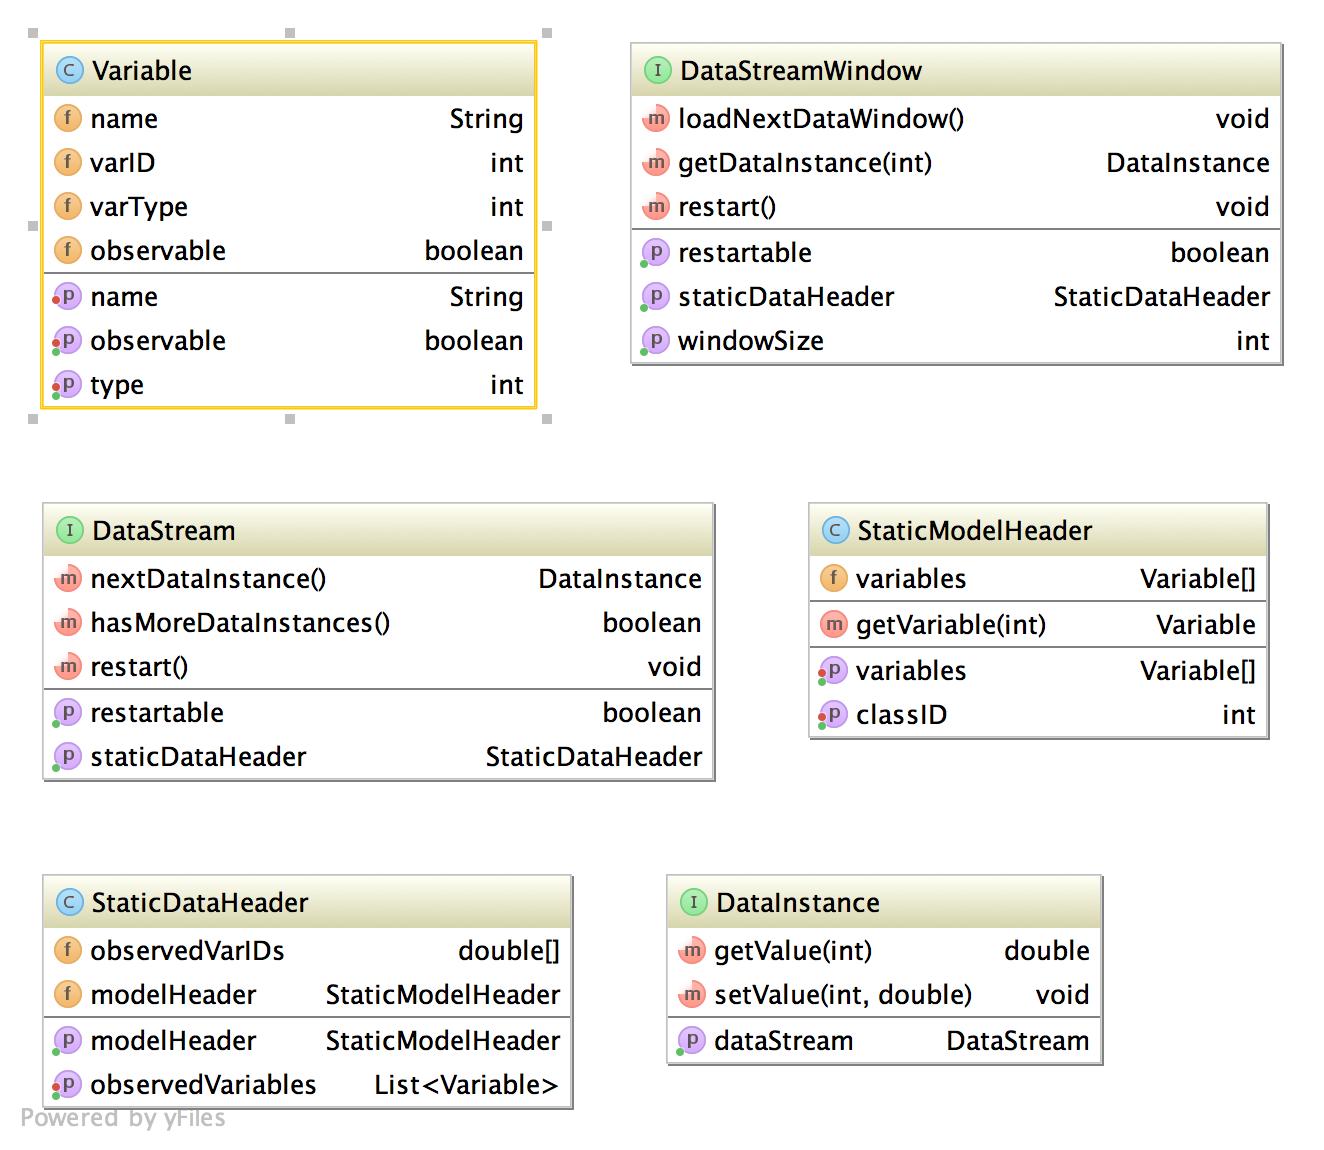 C Variable
f name String
f varID int
f varType int
f observable boolean
p name String
p observable boolean
p type int
I DataStreamWindow
m loadNextDataWindow() void
m getDataInstance(int) DataInstance
m restart() void
p restartable boolean
p staticDataHeader StaticDataHeader
p windowSize int
I DataStream
m nextDataInstance() DataInstance
m hasMoreDataInstances() boolean
m restart() void
p restartable boolean
p staticDataHeader StaticDataHeader
C StaticModelHeader
f variables Variable[]
m getVariable(int) Variable
p variables Variable[]
p classID int
C StaticDataHeader
f observedVarIDs double[]
f modelHeader StaticModelHeader
p modelHeader StaticModelHeader
p observedVariables List<Variable>
I DataInstance
m getValue(int) double
m setValue(int, double) void
p dataStream DataStream
Powered by yFiles